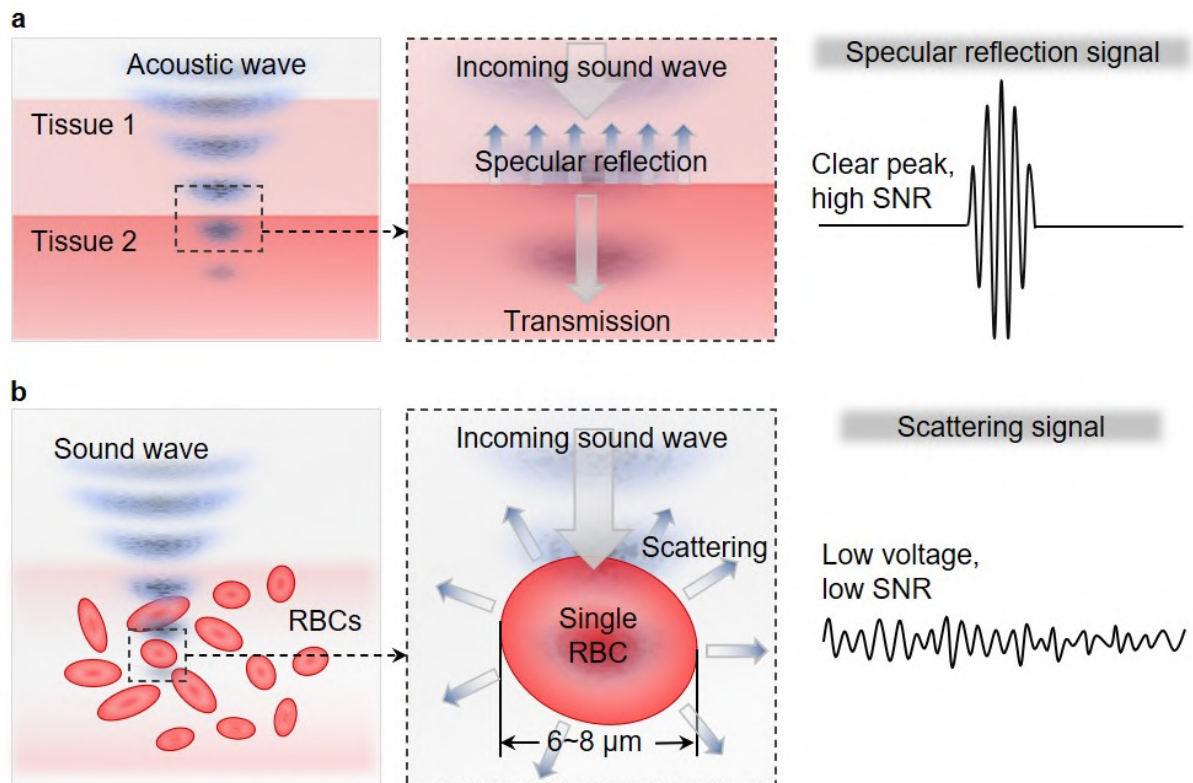 a
Acoustic wave
Tissue 1
Tissue 2
Incoming sound wave
Specular reflection
Transmission
Specular reflection signal
Clear peak,
high SNR
b
Sound wave
RBCs
Incoming sound wave
Scattering
Single
RBC
6~8 μm
Scattering signal
Low voltage,
low SNR